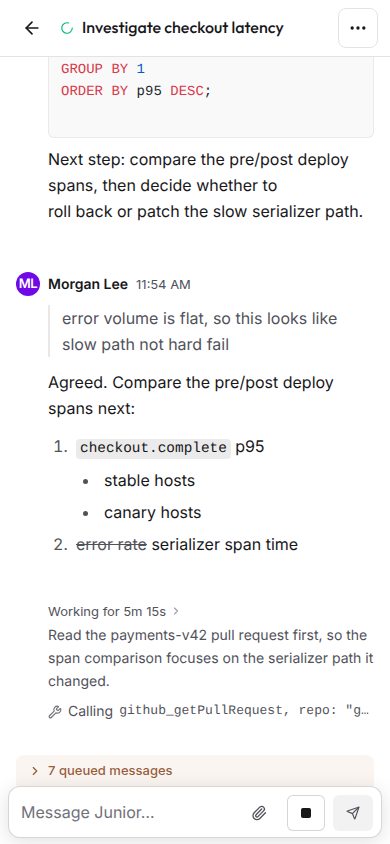 Investigate checkout latency
GROUP BY 1
ORDER BY p95 DESC;
Next step: compare the pre/post deploy
spans, then decide whether to
roll back or patch the slow serializer path.
ML Morgan Lee 11:54 AM
error volume is flat, so this looks like
slow path not hard fail
Agreed. Compare the pre/post deploy
spans next:
1. checkout.complete p95
• stable hosts
• canary hosts
2. error rate serializer span time
Working for 5m 15s >
Read the payments-v42 pull request first, so the
span comparison focuses on the serializer path it
changed.
Calling github_getPullRequest, repo: "g…
> 7 queued messages
Message Junior...